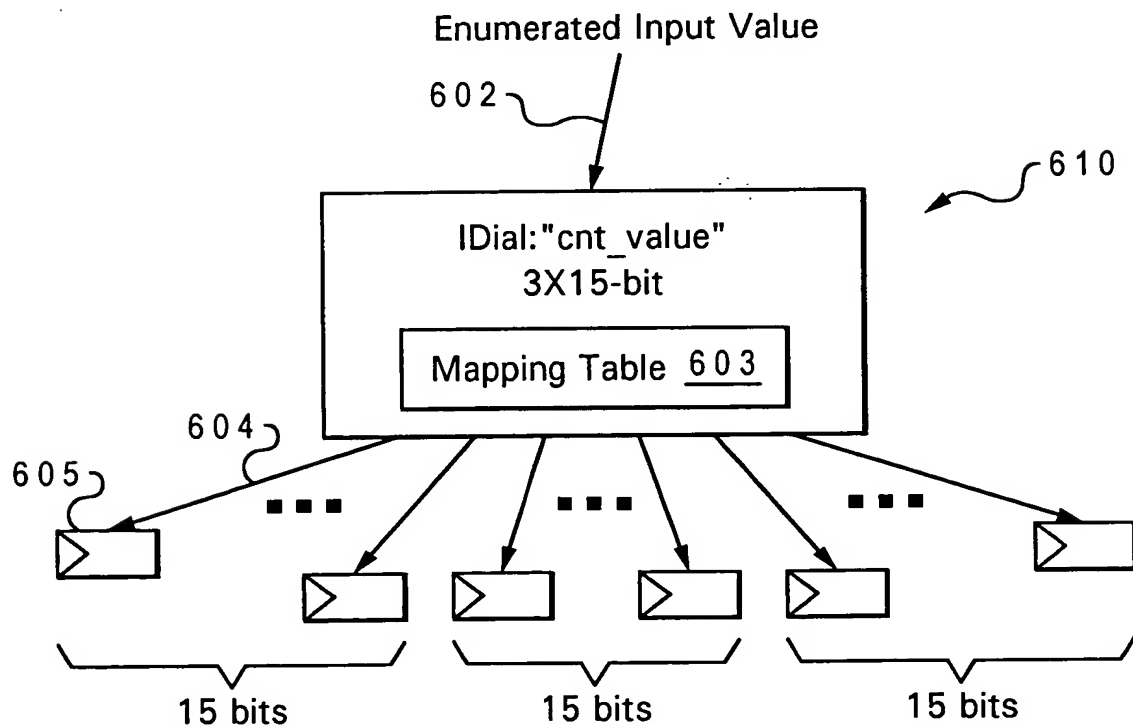 Enumerated Input Value
602
610
IDial:"cnt_value"
3X15-bit
Mapping Table 603
604
605
15 bits
15 bits
15 bits